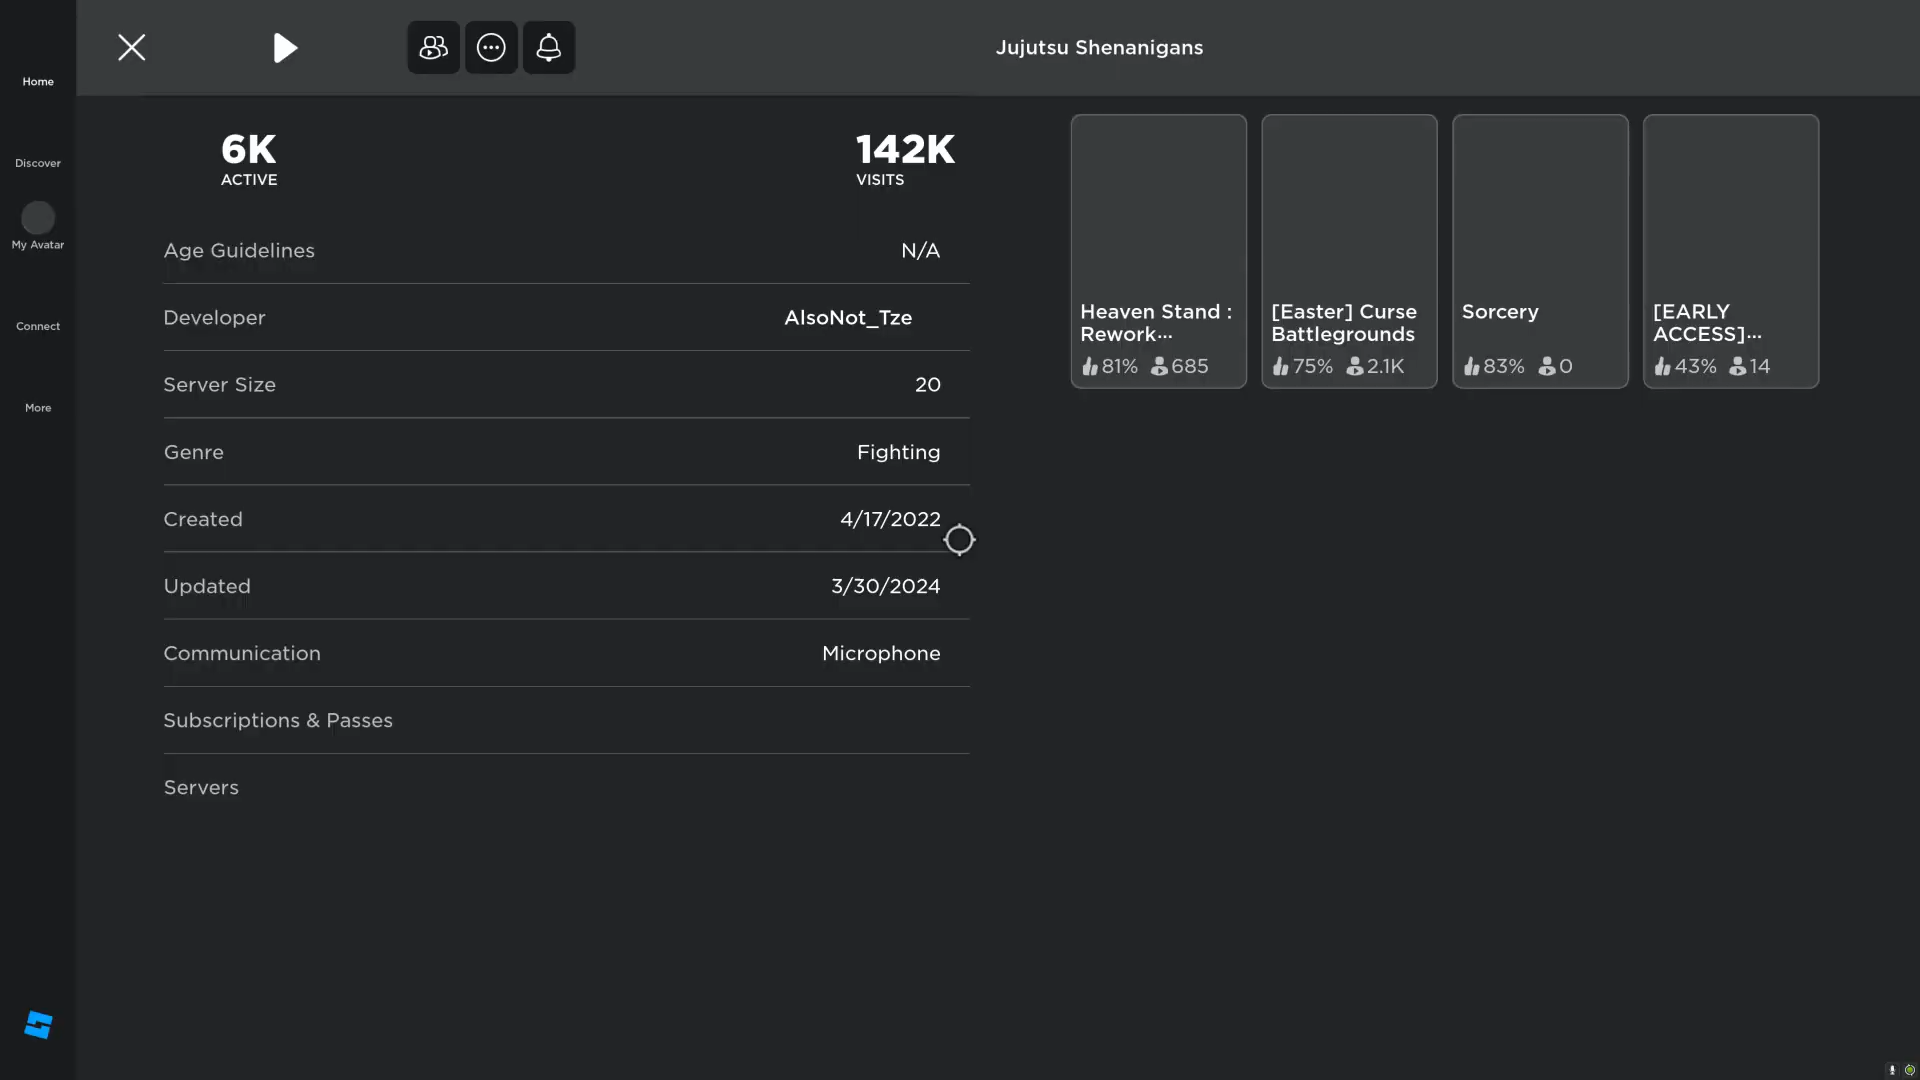 Home
Discover
My Avatar
Connect
More
Jujutsu Shenanigans
6K
ACTIVE
142K
VISITS
Age Guidelines N/A
Developer AlsoNot_Tze
Server Size 20
Genre Fighting
Created 4/17/2022
Updated 3/30/2024
Communication Microphone
Subscriptions & Passes
Servers
Heaven Stand :
Rework...
81% 685
[Easter] Curse
Battlegrounds
75% 2.1K
Sorcery
83% 0
[EARLY
ACCESS]...
43% 14